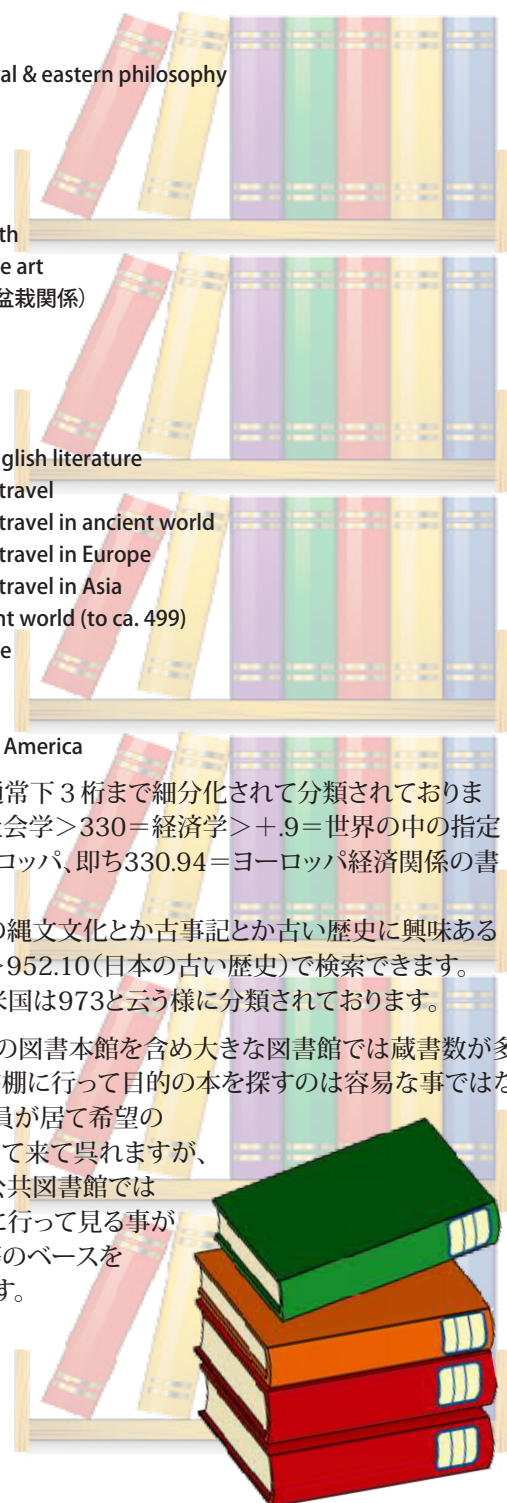 al & eastern philosophy
th
e art
盆栽関係）
glish literature
travel
travel in ancient world
travel in Europe
travel in Asia
nt world (to ca. 499)
e
America
通常下３桁まで細分化されて分類されておりま
会学＞330＝経済学＞＋.9＝世界の中の指定
ロッパ、即ち330.94＝ヨーロッパ経済関係の書
の縄文文化とか古事記とか古い歴史に興味ある
＞952.10（日本の古い歴史）で検索できます。
米国は973と云う様に分類されております。
の図書本館を含め大きな図書館では蔵書数が多
棚に行って目的の本を探すのは容易な事ではな
員が居て希望の
て来て呉れますが、
公共図書館では
に行って見る事が
のベースを
す。